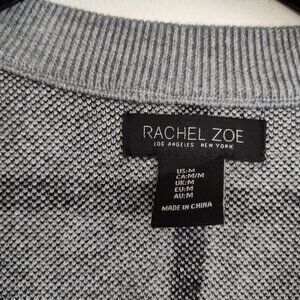 RACHEL ZOE
LOS ANGELES NEW YORK
US:M
CA:M/M
UK:M
EU:M
AU:M
MADE IN CHINA